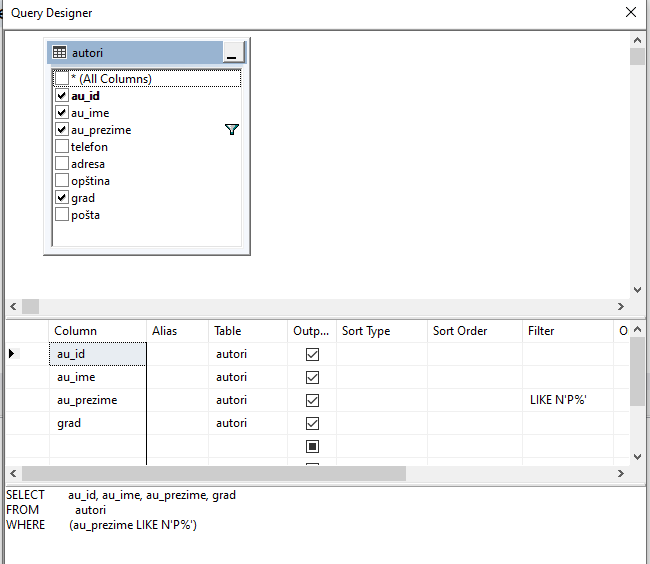 Query Designer
autori
* (All Columns)
au_id
au_ime
au_prezime
telefon
adresa
opština
grad
pošta
Column Alias Table Outp... Sort Type Sort Order Filter O
au_id autori
au_ime autori
au_prezime autori LIKE N'P%'
grad autori
SELECT au_id, au_ime, au_prezime, grad
FROM autori
WHERE (au_prezime LIKE N'P%')